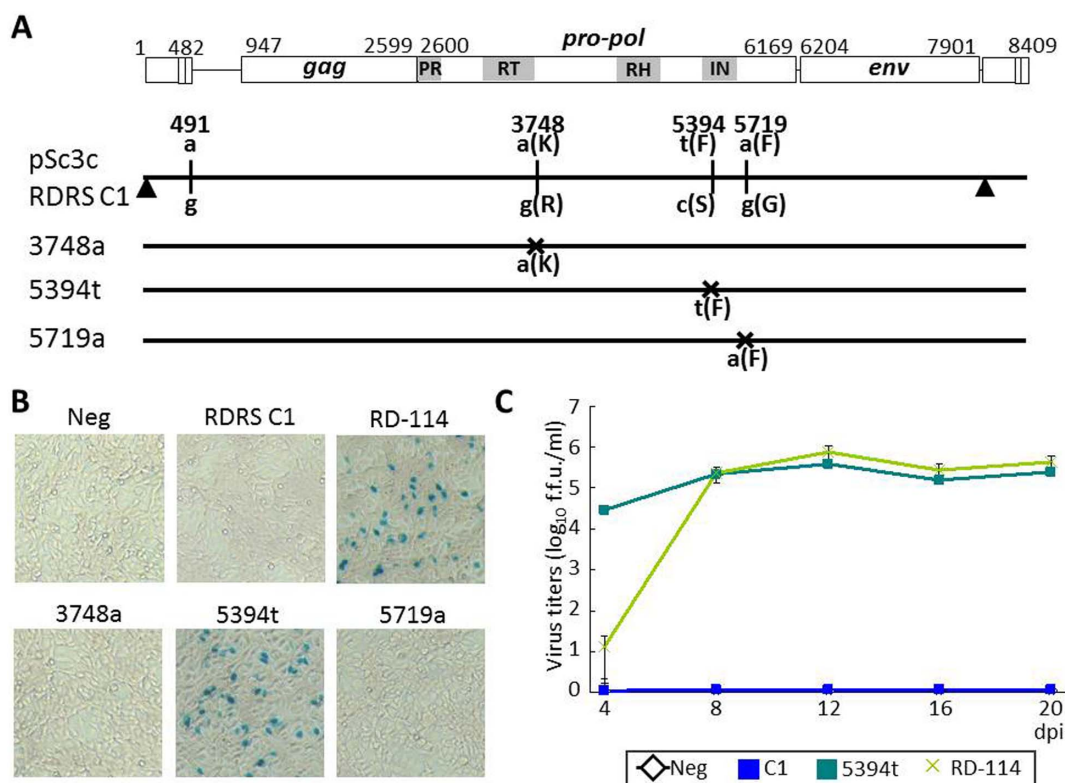 A
1 482 947 2599 2600 pro-pol 6169 6204 7901 8409
gag PR RT RH IN env
491 3748 5394 5719
a a(K) t(F) a(F)
pSc3c
RDRS C1
g g(R) c(S) g(G)
3748a
a(K)
5394t
t(F)
5719a
a(F)
B
Neg RDRS C1 RD-114
3748a 5394t 5719a
C
Virus titers (log10 f.f.u./ml)
7
6
5
4
3
2
1
0
4 8 12 16 20
dpi
Neg C1 5394t RD-114